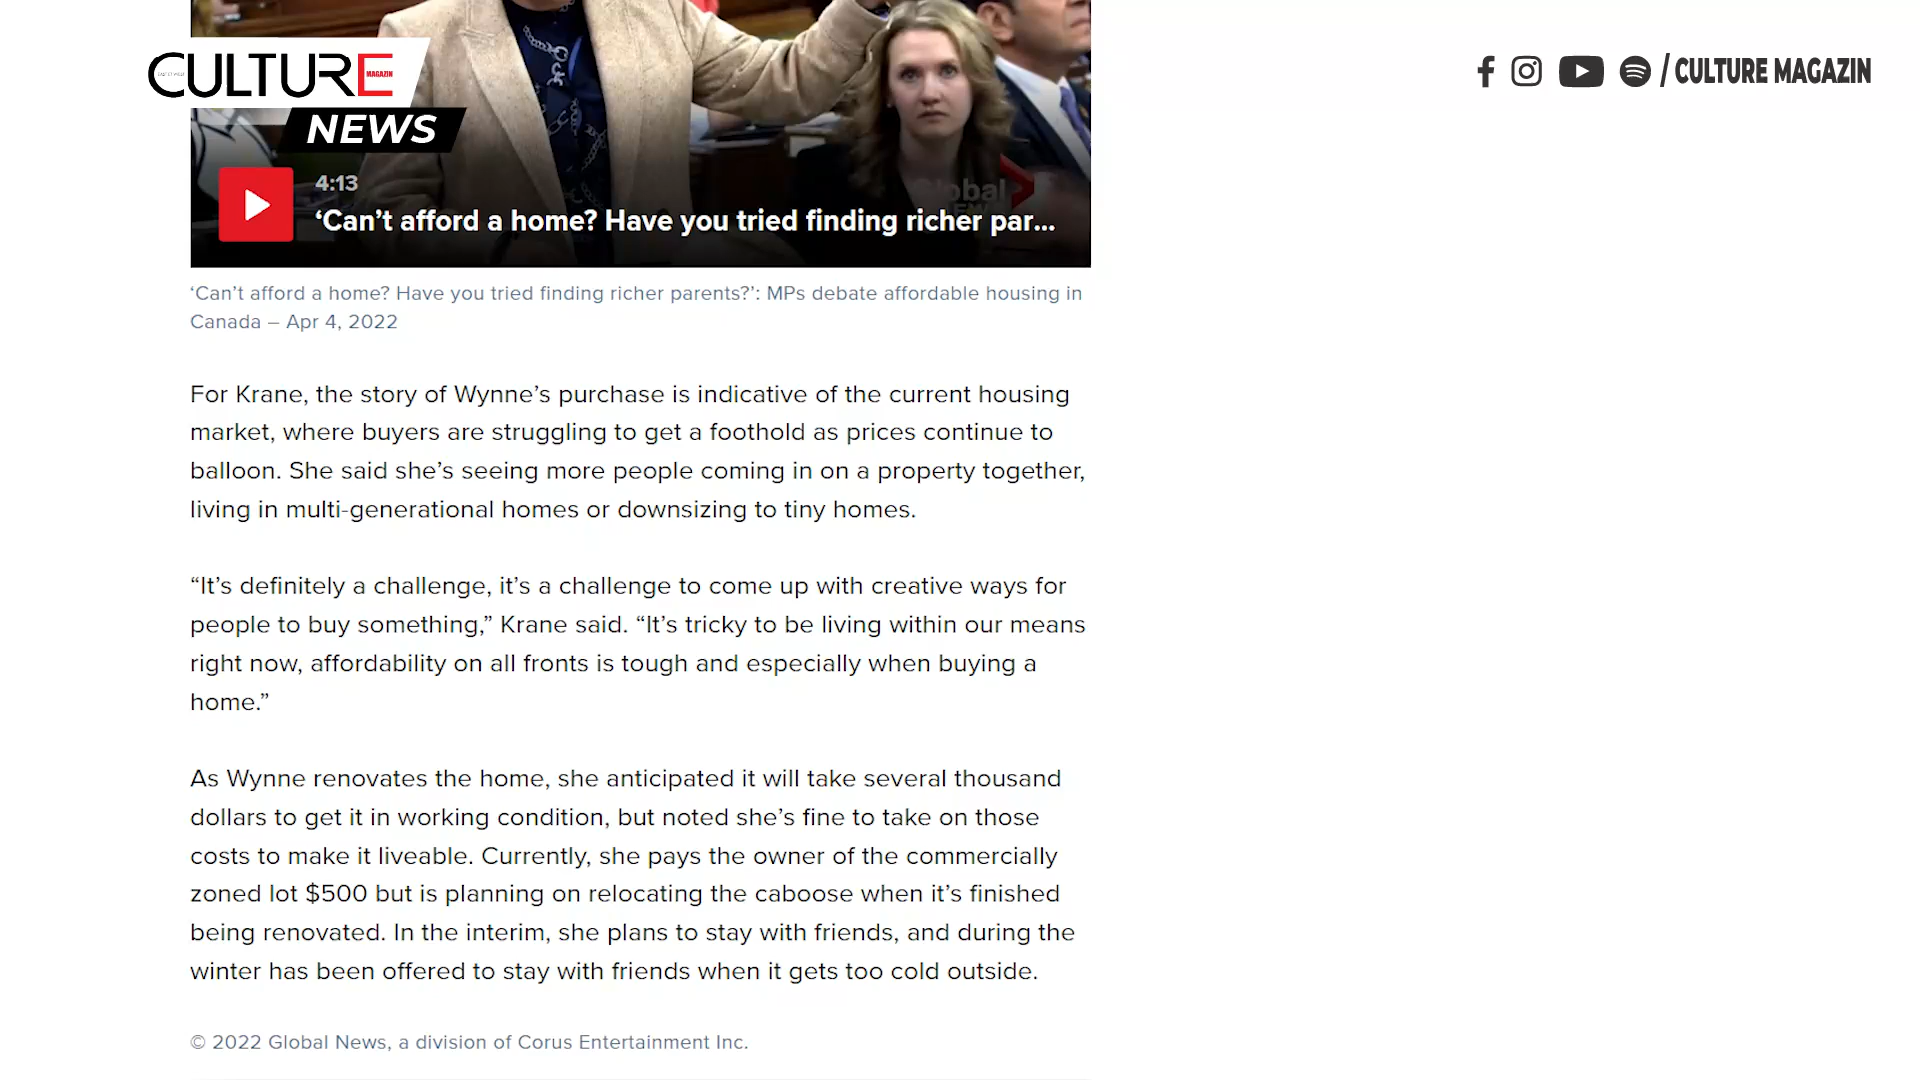 CULTURE
MAGAZIN
NEWS
/ CULTURE MAGAZIN
4:13
‘Can’t afford a home? Have you tried finding richer par...
‘Can’t afford a home? Have you tried finding richer parents?’: MPs debate affordable housing in
Canada – Apr 4, 2022
For Krane, the story of Wynne’s purchase is indicative of the current housing
market, where buyers are struggling to get a foothold as prices continue to
balloon. She said she’s seeing more people coming in on a property together,
living in multi-generational homes or downsizing to tiny homes.
“It’s definitely a challenge, it’s a challenge to come up with creative ways for
people to buy something,” Krane said. “It’s tricky to be living within our means
right now, affordability on all fronts is tough and especially when buying a
home.”
As Wynne renovates the home, she anticipated it will take several thousand
dollars to get it in working condition, but noted she’s fine to take on those
costs to make it liveable. Currently, she pays the owner of the commercially
zoned lot $500 but is planning on relocating the caboose when it’s finished
being renovated. In the interim, she plans to stay with friends, and during the
winter has been offered to stay with friends when it gets too cold outside.
© 2022 Global News, a division of Corus Entertainment Inc.